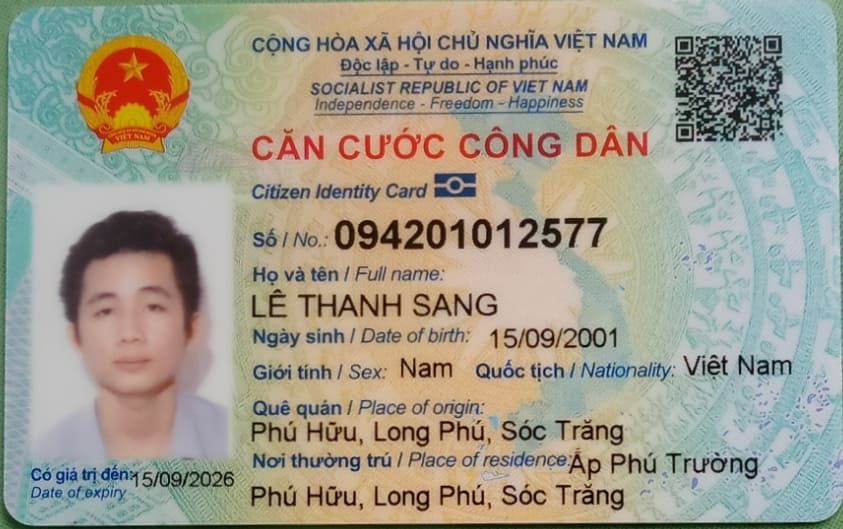 CỘNG HÒA XÃ HỘI CHỦ NGHĨA VIỆT NAM
Độc lập - Tự do - Hạnh phúc
SOCIALIST REPUBLIC OF VIET NAM
Independence - Freedom - Happiness
CĂN CƯỚC CÔNG DÂN
Citizen Identity Card
Số / No.: 094201012577
Họ và tên / Full name:
LÊ THANH SANG
Ngày sinh / Date of birth: 15/09/2001
Giới tính / Sex: Nam Quốc tịch / Nationality: Việt Nam
Quê quán / Place of origin:
Phú Hữu, Long Phú, Sóc Trăng
Nơi thường trú / Place of residence: Ấp Phú Trường
Phú Hữu, Long Phú, Sóc Trăng
Có giá trị đến: 15/09/2026
Date of expiry
VIỆT NAM